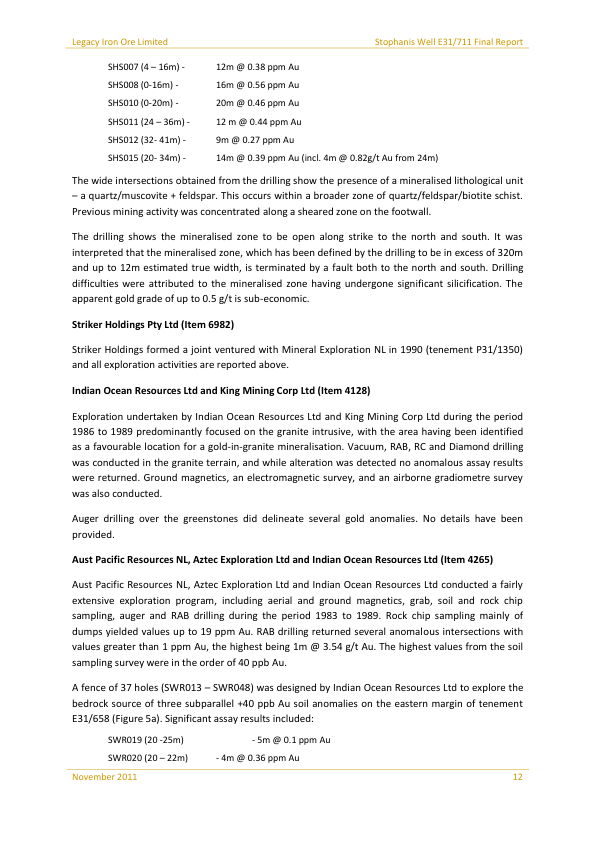 Legacy Iron Ore Limited Stophanis Well E31/711 Final Report
SHS007 (4 – 16m) - 12m @ 0.38 ppm Au
SHS008 (0-16m) - 16m @ 0.56 ppm Au
SHS010 (0-20m) - 20m @ 0.46 ppm Au
SHS011 (24 – 36m) - 12 m @ 0.44 ppm Au
SHS012 (32- 41m) - 9m @ 0.27 ppm Au
SHS015 (20- 34m) - 14m @ 0.39 ppm Au (incl. 4m @ 0.82g/t Au from 24m)
The wide intersections obtained from the drilling show the presence of a mineralised lithological unit
– a quartz/muscovite + feldspar. This occurs within a broader zone of quartz/feldspar/biotite schist.
Previous mining activity was concentrated along a sheared zone on the footwall.
The drilling shows the mineralised zone to be open along strike to the north and south. It was
interpreted that the mineralised zone, which has been defined by the drilling to be in excess of 320m
and up to 12m estimated true width, is terminated by a fault both to the north and south. Drilling
difficulties were attributed to the mineralised zone having undergone significant silicification. The
apparent gold grade of up to 0.5 g/t is sub-economic.
Striker Holdings Pty Ltd (Item 6982)
Striker Holdings formed a joint ventured with Mineral Exploration NL in 1990 (tenement P31/1350)
and all exploration activities are reported above.
Indian Ocean Resources Ltd and King Mining Corp Ltd (Item 4128)
Exploration undertaken by Indian Ocean Resources Ltd and King Mining Corp Ltd during the period
1986 to 1989 predominantly focused on the granite intrusive, with the area having been identified
as a favourable location for a gold-in-granite mineralisation. Vacuum, RAB, RC and Diamond drilling
was conducted in the granite terrain, and while alteration was detected no anomalous assay results
were returned. Ground magnetics, an electromagnetic survey, and an airborne gradiometre survey
was also conducted.
Auger drilling over the greenstones did delineate several gold anomalies. No details have been
provided.
Aust Pacific Resources NL, Aztec Exploration Ltd and Indian Ocean Resources Ltd (Item 4265)
Aust Pacific Resources NL, Aztec Exploration Ltd and Indian Ocean Resources Ltd conducted a fairly
extensive exploration program, including aerial and ground magnetics, grab, soil and rock chip
sampling, auger and RAB drilling during the period 1983 to 1989. Rock chip sampling mainly of
dumps yielded values up to 19 ppm Au. RAB drilling returned several anomalous intersections with
values greater than 1 ppm Au, the highest being 1m @ 3.54 g/t Au. The highest values from the soil
sampling survey were in the order of 40 ppb Au.
A fence of 37 holes (SWR013 – SWR048) was designed by Indian Ocean Resources Ltd to explore the
bedrock source of three subparallel +40 ppb Au soil anomalies on the eastern margin of tenement
E31/658 (Figure 5a). Significant assay results included:
SWR019 (20 -25m) - 5m @ 0.1 ppm Au
SWR020 (20 – 22m) - 4m @ 0.36 ppm Au
November 2011 12